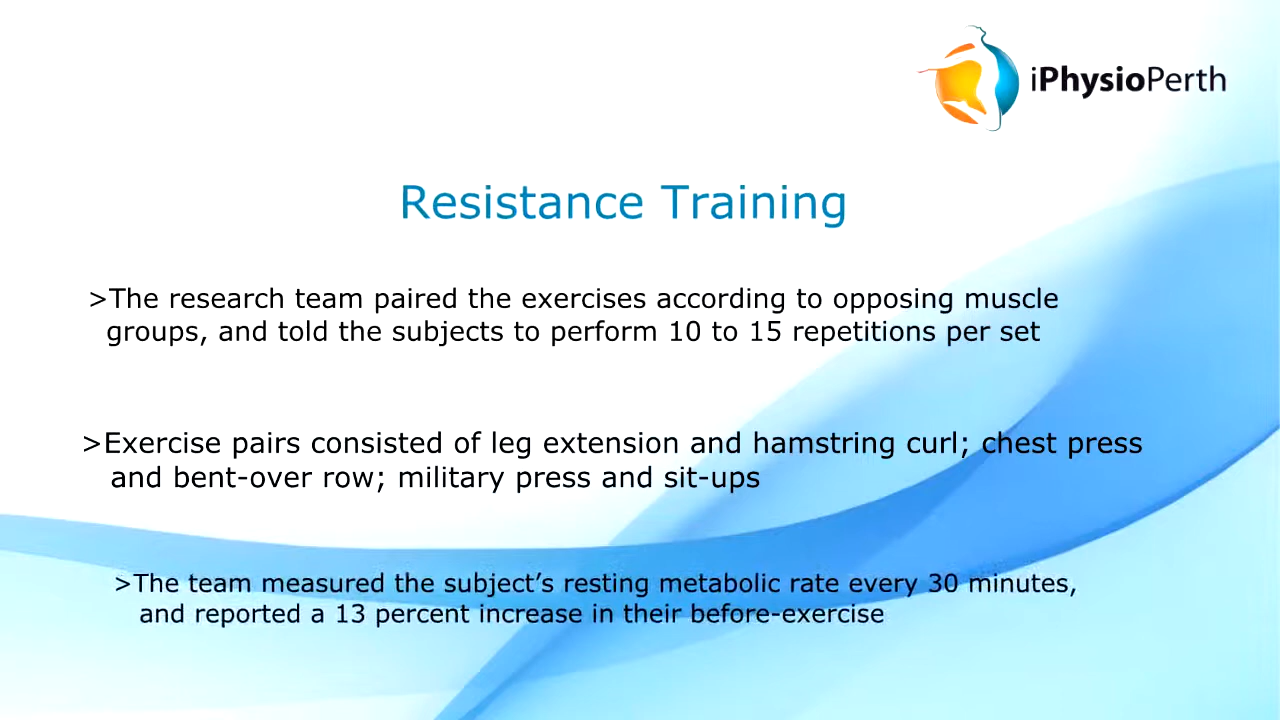 iPhysioPerth
Resistance Training
>The research team paired the exercises according to opposing muscle
groups, and told the subjects to perform 10 to 15 repetitions per set
>Exercise pairs consisted of leg extension and hamstring curl; chest press
and bent-over row; military press and sit-ups
>The team measured the subject’s resting metabolic rate every 30 minutes,
and reported a 13 percent increase in their before-exercise